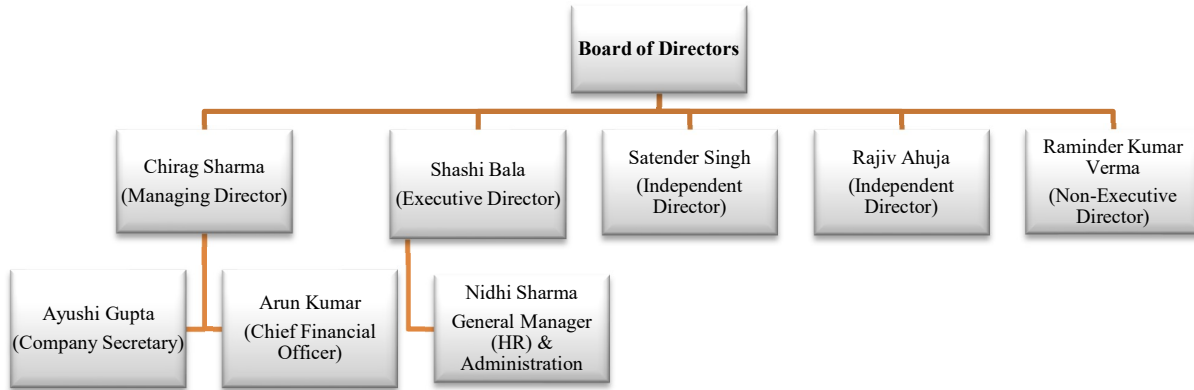 Board of Directors
Chirag Sharma
(Managing Director)
Shashi Bala
(Executive Director)
Satender Singh
(Independent
Director)
Rajiv Ahuja
(Independent
Director)
Raminder Kumar
Verma
(Non-Executive
Director)
Ayushi Gupta
(Company Secretary)
Arun Kumar
(Chief Financial
Officer)
Nidhi Sharma
General Manager
(HR) &
Administration